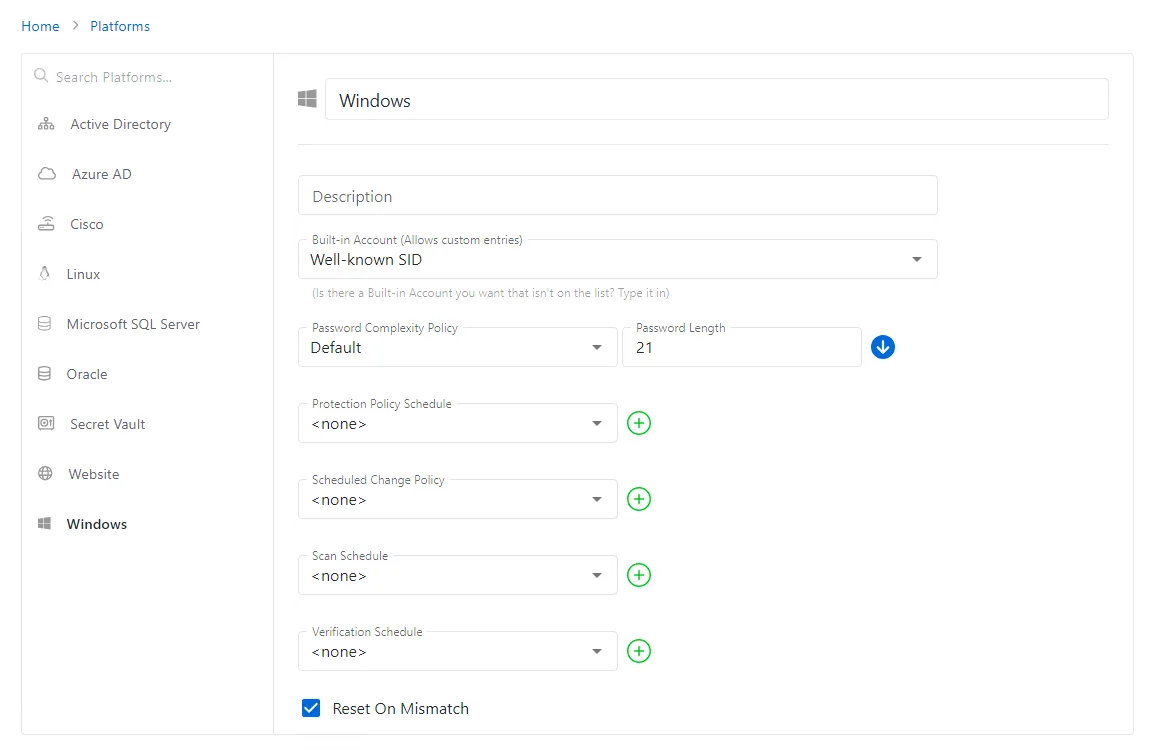 Home > Platforms
Search Platforms...
Active Directory
Azure AD
Cisco
Linux
Microsoft SQL Server
Oracle
Secret Vault
Website
Windows
Windows
Description
Built-in Account (Allows custom entries)
Well-known SID
(Is there a Built-in Account you want that isn't on the list? Type it in)
Password Complexity Policy Password Length
Default 21
Protection Policy Schedule
<none>
Scheduled Change Policy
<none>
Scan Schedule
<none>
Verification Schedule
<none>
Reset On Mismatch